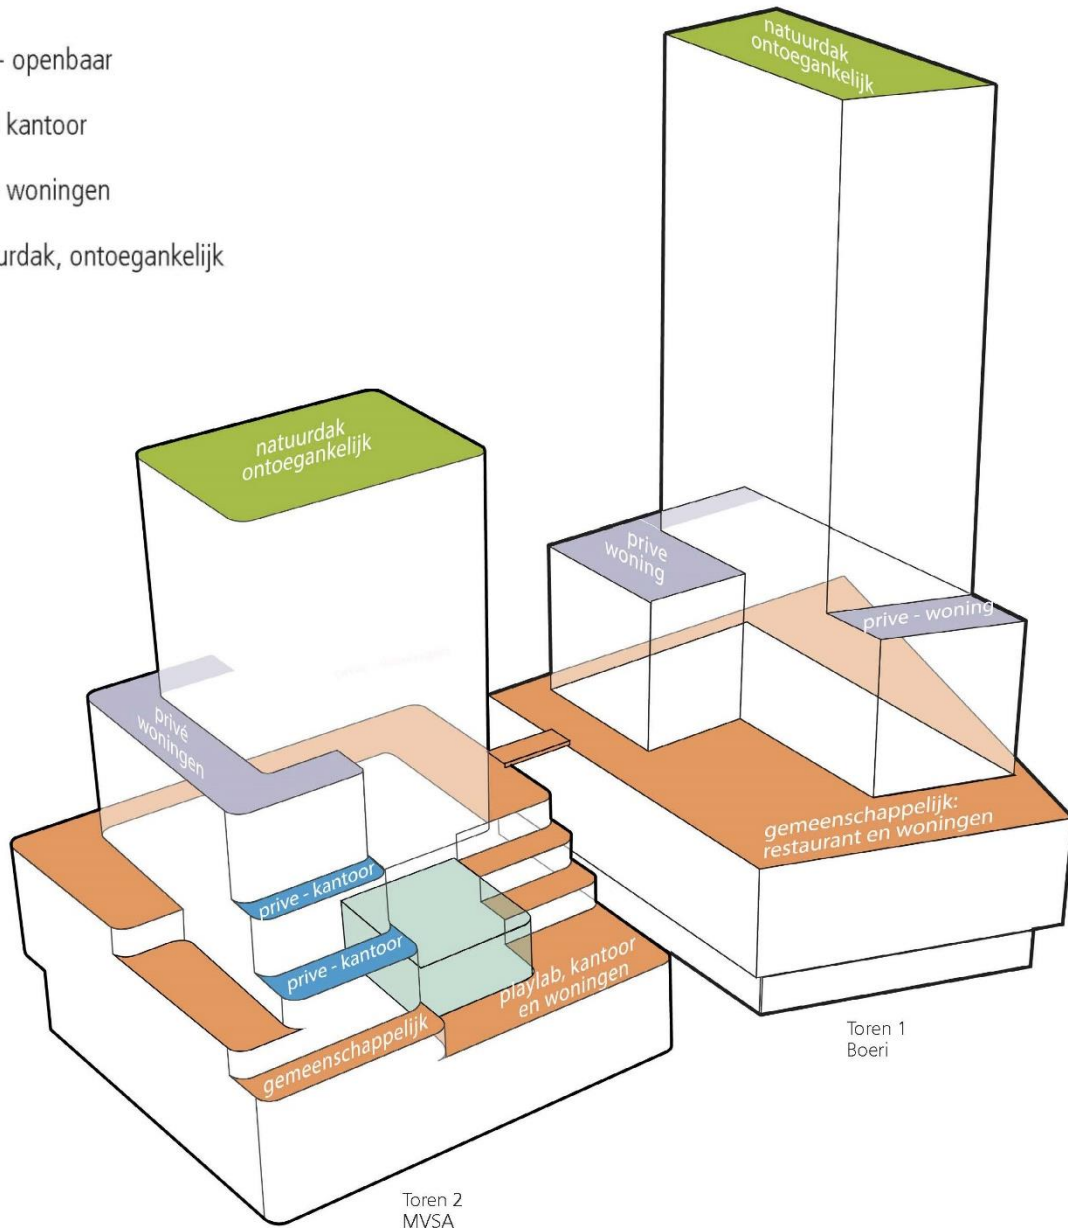 - openbaar
kantoor
woningen
urdak, ontoegankelijk
natuurdak
ontoegankelijk
natuurdak
ontoegankelijk
prive
woning
prive - woning
privé
woningen
gemeenschappelijk:
restaurant en woningen
prive - kantoor
prive - kantoor
playlab, kantoor
en woningen
gemeenschappelijk
Toren 1
Boeri
Toren 2
MVSA